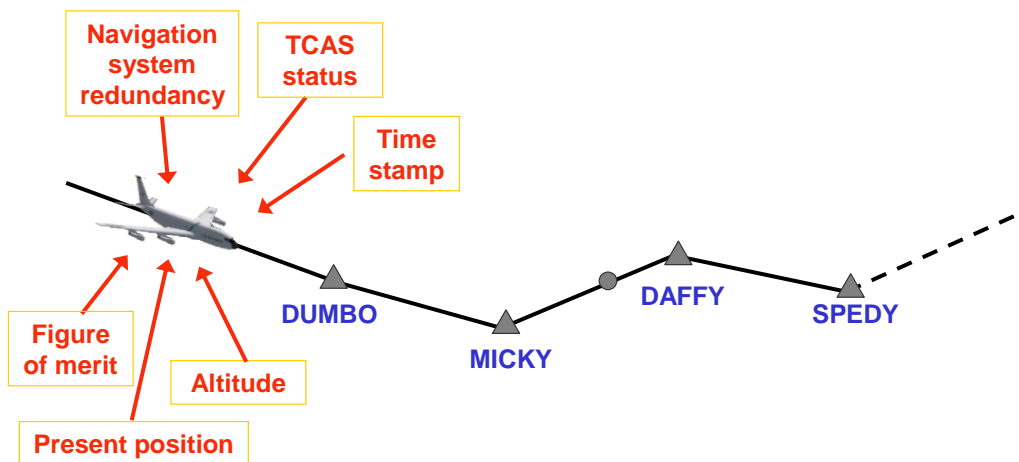 Navigation
system
redundancy
TCAS
status
Time
stamp
DUMBO
MICKY
DAFFY
SPEDY
Figure
of merit
Altitude
Present position